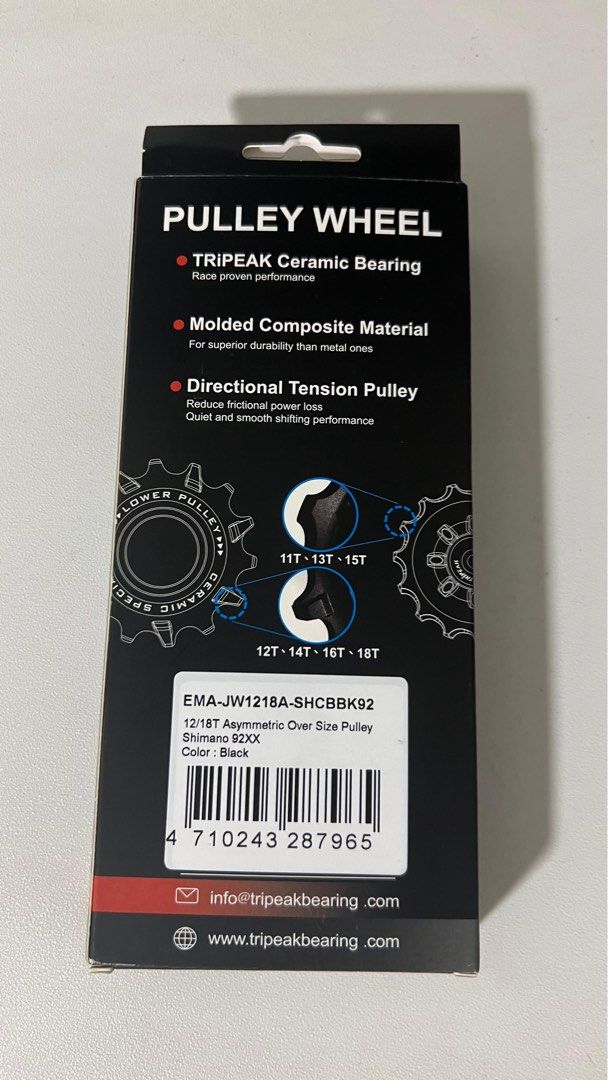 PULLEY WHEEL
TRiPEAK Ceramic Bearing
Race proven performance
Molded Composite Material
For superior durability than metal ones
Directional Tension Pulley
Reduce frictional power loss
Quiet and smooth shifting performance
LOWER PULLEY
CERAMIC SPECI
11T、13T、15T
12T、14T、16T、18T
EMA-JW1218A-SHCBBK92
12/18T Asymmetric Over Size Pulley
Shimano 92XX
Color : Black
4 710243 287965
info@tripeakbearing .com
www.tripeakbearing .com